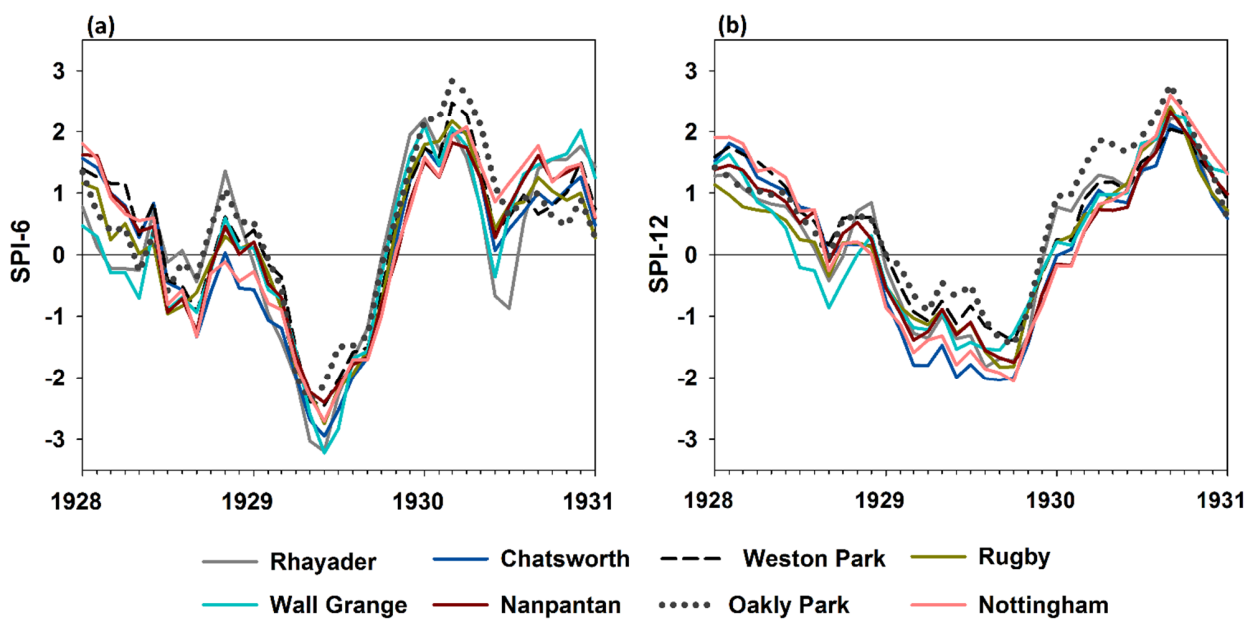 (a)
(b)
SPI-6
3
2
1
0
-1
-2
-3
1928
1929
1930
1931
SPI-12
3
2
1
0
-1
-2
-3
1928
1929
1930
1931
Rhayader
Chatsworth
Weston Park
Rugby
Wall Grange
Nanpantan
Oakly Park
Nottingham